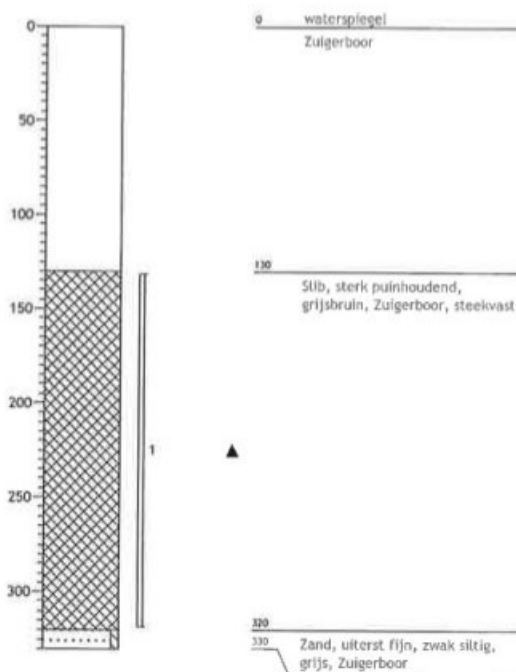 0
50
100
150
200
250
300
1
0 waterspiegel
Zuigerboor
130
Slib, sterk puinhoudend,
grijsbruin, Zuigerboor, steekvast
320
330 Zand, uiterst fijn, zwak siltig,
grijs, Zuigerboor